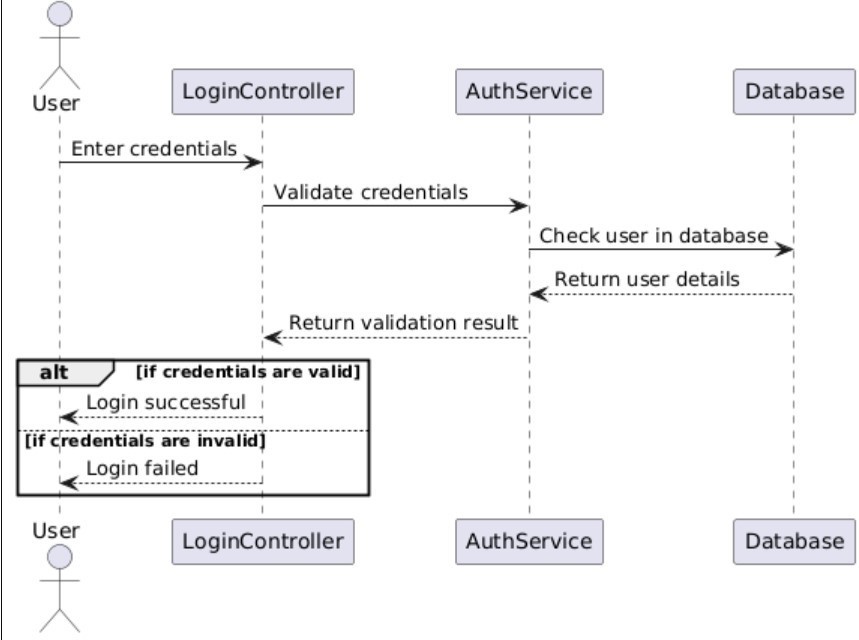 User
LoginController
AuthService
Database
Enter credentials
Validate credentials
Check user in database
Return user details
Return validation result
alt [if credentials are valid]
Login successful
[if credentials are invalid]
Login failed
User
LoginController
AuthService
Database